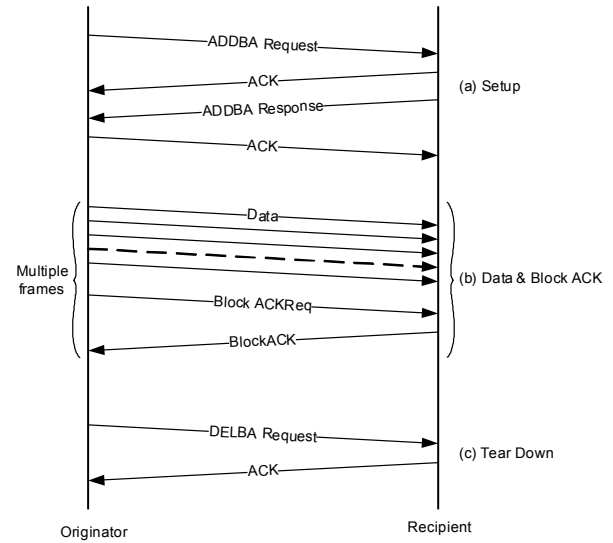 ADDBA Request
ACK
(a) Setup
ADDBA Response
ACK
Data
Multiple
frames
(b) Data & Block ACK
Block ACKReq
BlockACK
DELBA Request
(c) Tear Down
ACK
Originator
Recipient